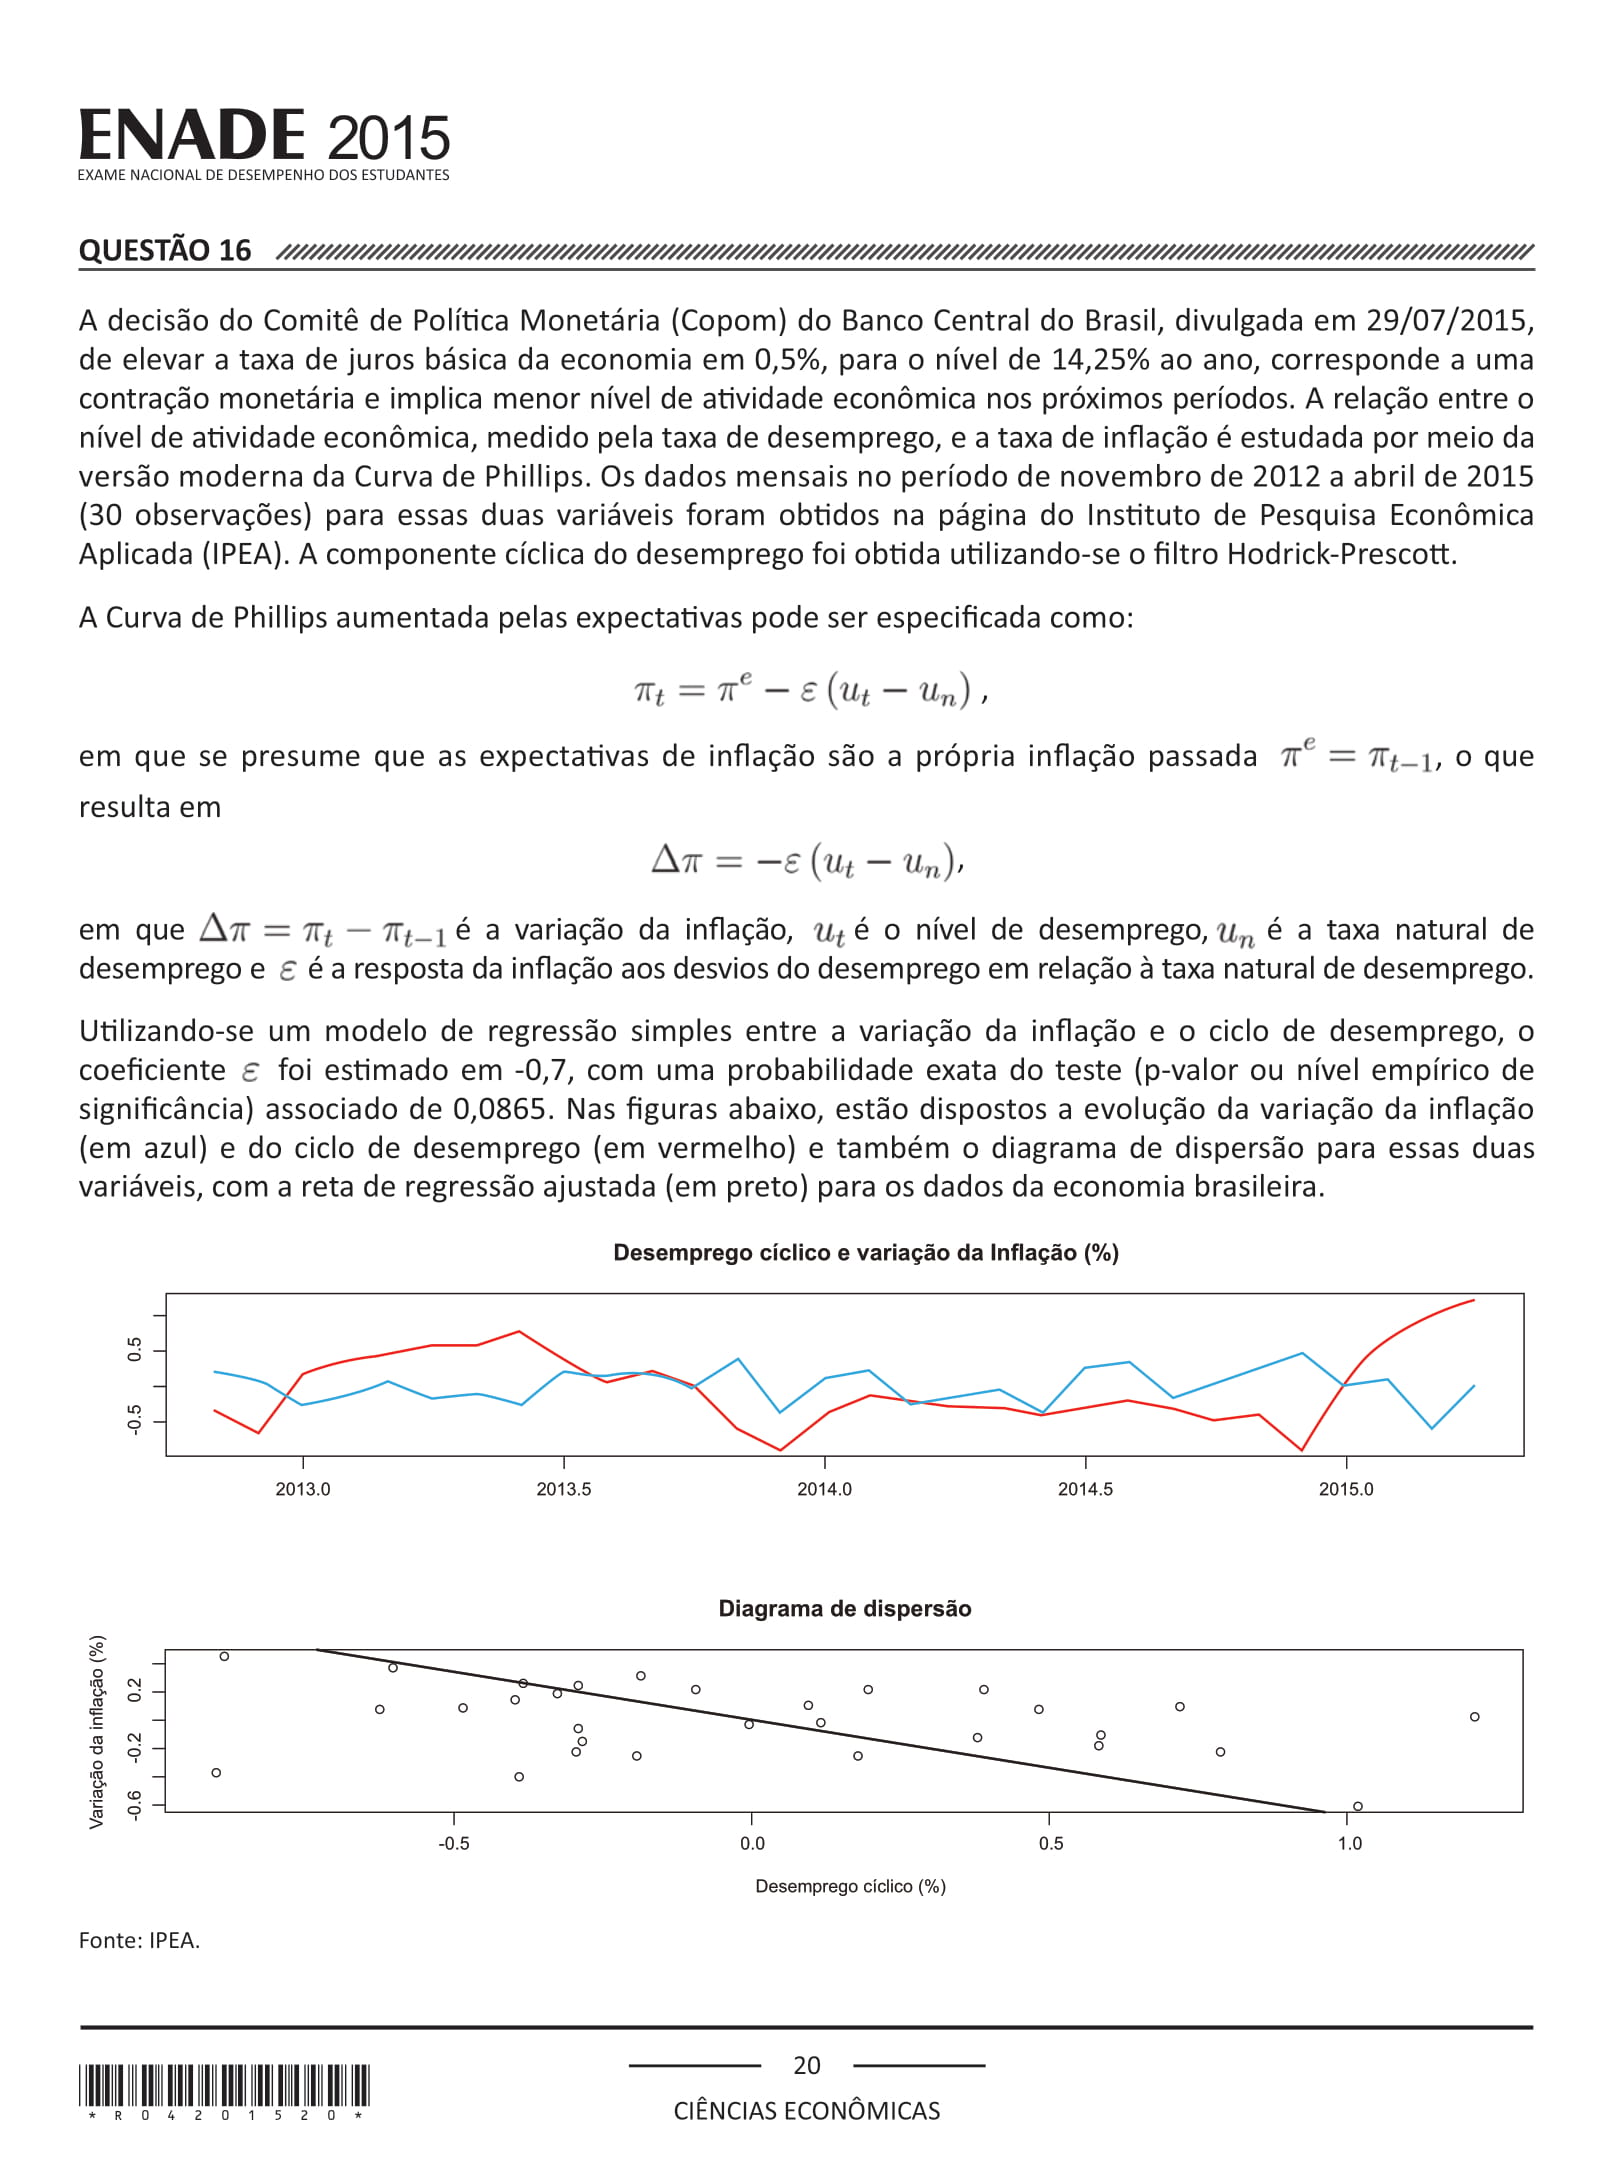 ENADE 2015
EXAME NACIONAL DE DESEMPENHO DOS ESTUDANTES
QUESTÃO 16
A decisão do Comitê de Política Monetária (Copom) do Banco Central do Brasil, divulgada em 29/07/2015,
de elevar a taxa de juros básica da economia em 0,5%, para o nível de 14,25% ao ano, corresponde a uma
contração monetária e implica menor nível de atividade econômica nos próximos períodos. A relação entre o
nível de atividade econômica, medido pela taxa de desemprego, e a taxa de inflação é estudada por meio da
versão moderna da Curva de Phillips. Os dados mensais no período de novembro de 2012 a abril de 2015
(30 observações) para essas duas variáveis foram obtidos na página do Instituto de Pesquisa Econômica
Aplicada (IPEA). A componente cíclica do desemprego foi obtida utilizando-se o filtro Hodrick-Prescott.
A Curva de Phillips aumentada pelas expectativas pode ser especificada como:
π_t = π^e − ε (u_t − u_n) ,
em que se presume que as expectativas de inflação são a própria inflação passada π^e = π_{t−1}, o que
resulta em
Δπ = −ε (u_t − u_n),
em que Δπ = π_t − π_{t−1} é a variação da inflação, u_t é o nível de desemprego, u_n é a taxa natural de
desemprego e ε é a resposta da inflação aos desvios do desemprego em relação à taxa natural de desemprego.
Utilizando-se um modelo de regressão simples entre a variação da inflação e o ciclo de desemprego, o
coeficiente ε foi estimado em -0,7, com uma probabilidade exata do teste (p-valor ou nível empírico de
significância) associado de 0,0865. Nas figuras abaixo, estão dispostos a evolução da variação da inflação
(em azul) e do ciclo de desemprego (em vermelho) e também o diagrama de dispersão para essas duas
variáveis, com a reta de regressão ajustada (em preto) para os dados da economia brasileira.
Desemprego cíclico e variação da Inflação (%)
0.5
-0.5
2013.0 2013.5 2014.0 2014.5 2015.0
Diagrama de dispersão
Variação da inflação (%)
0.2
-0.2
-0.6
-0.5 0.0 0.5 1.0
Desemprego cíclico (%)
Fonte: IPEA.
20
CIÊNCIAS ECONÔMICAS
* R 0 4 2 0 1 5 2 0 *